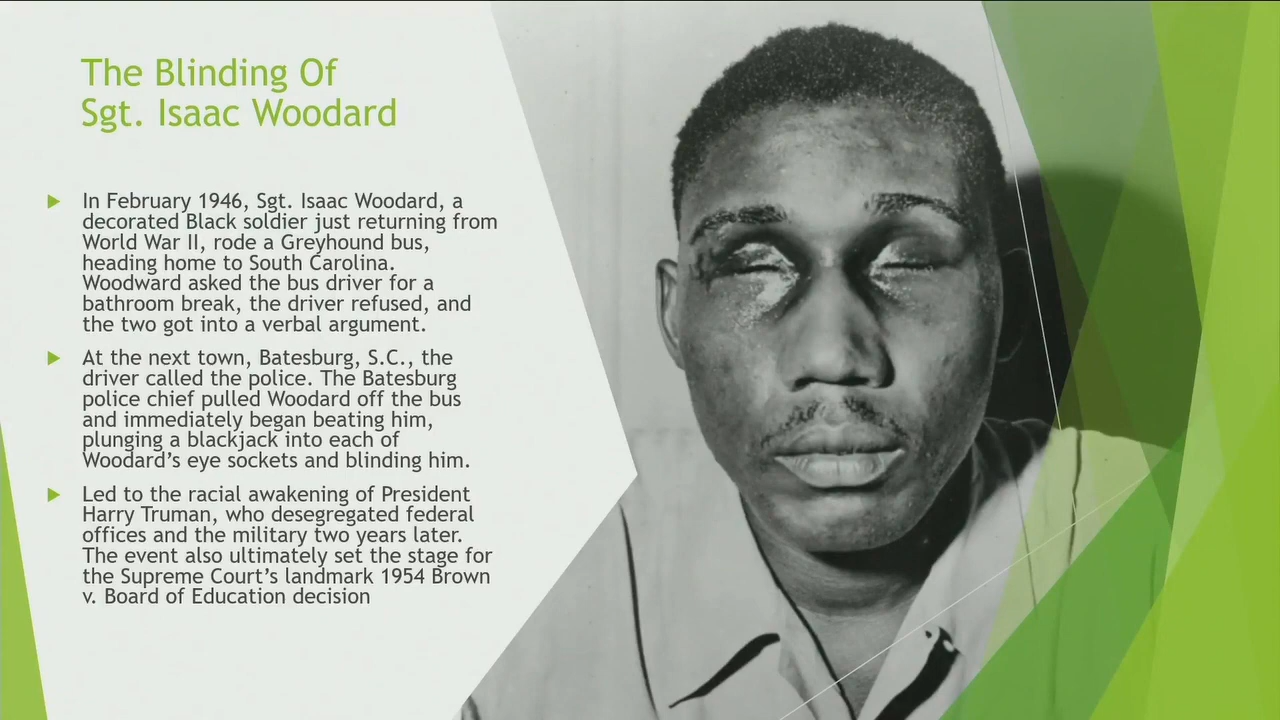 The Blinding Of
Sgt. Isaac Woodard
In February 1946, Sgt. Isaac Woodard, a
decorated Black soldier just returning from
World War II, rode a Greyhound bus,
heading home to South Carolina.
Woodward asked the bus driver for a
bathroom break, the driver refused, and
the two got into a verbal argument.
At the next town, Batesburg, S.C., the
driver called the police. The Batesburg
police chief pulled Woodard off the bus
and immediately began beating him,
plunging a blackjack into each of
Woodard’s eye sockets and blinding him.
Led to the racial awakening of President
Harry Truman, who desegregated federal
offices and the military two years later.
The event also ultimately set the stage for
the Supreme Court’s landmark 1954 Brown
v. Board of Education decision